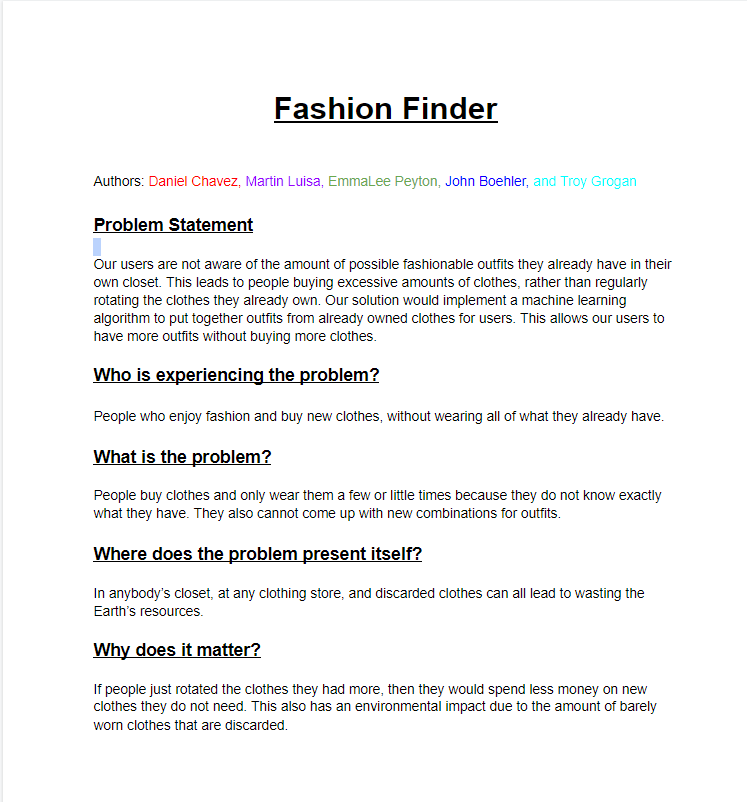 Fashion Finder
Authors: Daniel Chavez, Martin Luisa, EmmaLee Peyton, John Boehler, and Troy Grogan
Problem Statement
Our users are not aware of the amount of possible fashionable outfits they already have in their
own closet. This leads to people buying excessive amounts of clothes, rather than regularly
rotating the clothes they already own. Our solution would implement a machine learning
algorithm to put together outfits from already owned clothes for users. This allows our users to
have more outfits without buying more clothes.
Who is experiencing the problem?
People who enjoy fashion and buy new clothes, without wearing all of what they already have.
What is the problem?
People buy clothes and only wear them a few or little times because they do not know exactly
what they have. They also cannot come up with new combinations for outfits.
Where does the problem present itself?
In anybody’s closet, at any clothing store, and discarded clothes can all lead to wasting the
Earth’s resources.
Why does it matter?
If people just rotated the clothes they had more, then they would spend less money on new
clothes they do not need. This also has an environmental impact due to the amount of barely
worn clothes that are discarded.